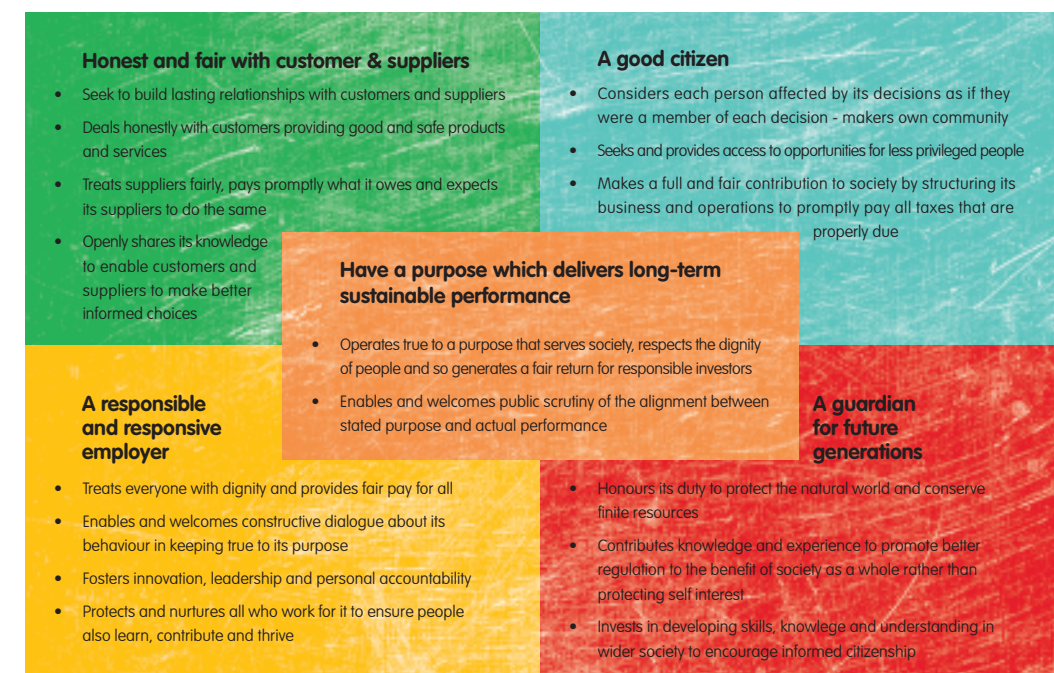 Honest and fair with customer & suppliers
• Seek to build lasting relationships with customers and suppliers
• Deals honestly with customers providing good and safe products
and services
• Treats suppliers fairly, pays promptly what it owes and expects
its suppliers to do the same
• Openly shares its knowledge
to enable customers and
suppliers to make better
informed choices
A good citizen
• Considers each person affected by its decisions as if they
were a member of each decision - makers own community
• Seeks and provides access to opportunities for less privileged people
• Makes a full and fair contribution to society by structuring its
business and operations to promptly pay all taxes that are
properly due
Have a purpose which delivers long-term
sustainable performance
• Operates true to a purpose that serves society, respects the dignity
of people and so generates a fair return for responsible investors
• Enables and welcomes public scrutiny of the alignment between
stated purpose and actual performance
A responsible
and responsive
employer
• Treats everyone with dignity and provides fair pay for all
• Enables and welcomes constructive dialogue about its
behaviour in keeping true to its purpose
• Fosters innovation, leadership and personal accountability
• Protects and nurtures all who work for it to ensure people
also learn, contribute and thrive
A guardian
for future
generations
• Honours its duty to protect the natural world and conserve
finite resources
• Contributes knowledge and experience to promote better
regulation to the benefit of society as a whole rather than
protecting self interest
• Invests in developing skills, knowlege and understanding in
wider society to encourage informed citizenship